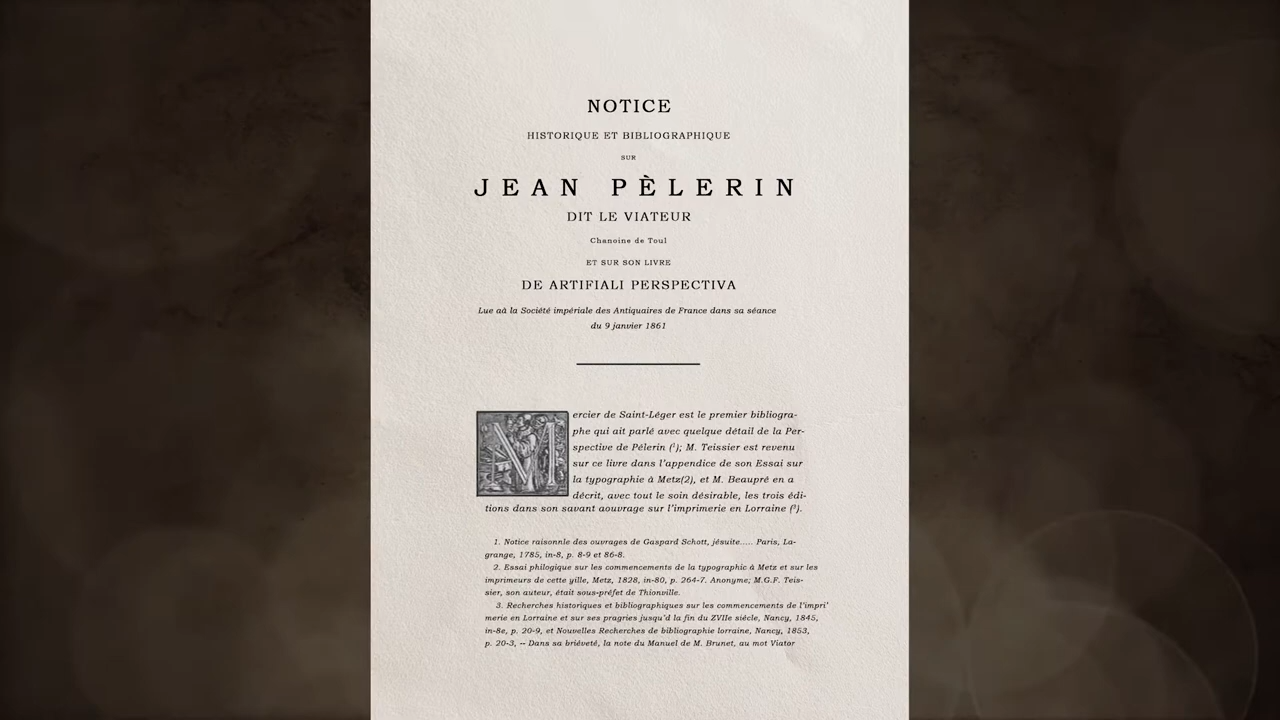 NOTICE
HISTORIQUE ET BIBLIOGRAPHIQUE
SUR
JEAN PÈLERIN
DIT LE VIATEUR
Chanoine de Toul
ET SUR SON LIVRE
DE ARTIFIALI PERSPECTIVA
Lue aà la Société impériale des Antiquaires de France dans sa séance
du 9 janvier 1861
M ercier de Saint-Léger est le premier bibliogra-
phe qui ait parlé avec quelque détail de la Per-
spective de Pélerin (¹); M. Teissier est revenu
sur ce livre dans l'appendice de son Essai sur
la typographie à Metz(2), et M. Beaupré en a
décrit, avec tout le soin désirable, les trois édi-
tions dans son savant aouvrage sur l'imprimerie en Lorraine (³).
1. Notice raisonnle des ouvrages de Gaspard Schott, jésuite..... Paris, La-
grange, 1785, in-8, p. 8-9 et 86-8.
2. Essai philogique sur les commencements de la typographic à Metz et sur les
imprimeurs de cette yille, Metz, 1828, in-80, p. 264-7. Anonyme; M.G.F. Teis-
sier, son auteur, était sous-préfet de Thionville.
3. Recherches historiques et bibliographiques sur les commencements de l'impri'
merie en Lorraine et sur ses pragries jusqu'd la fin du ZVIIe siécle, Nancy, 1845,
in-8e, p. 20-9, et Nouvelles Recherches de bibliographie lorraine, Nancy, 1853,
p. 20-3, -- Dans sa briéveté, la note du Manuel de M. Brunet, au mot Viator